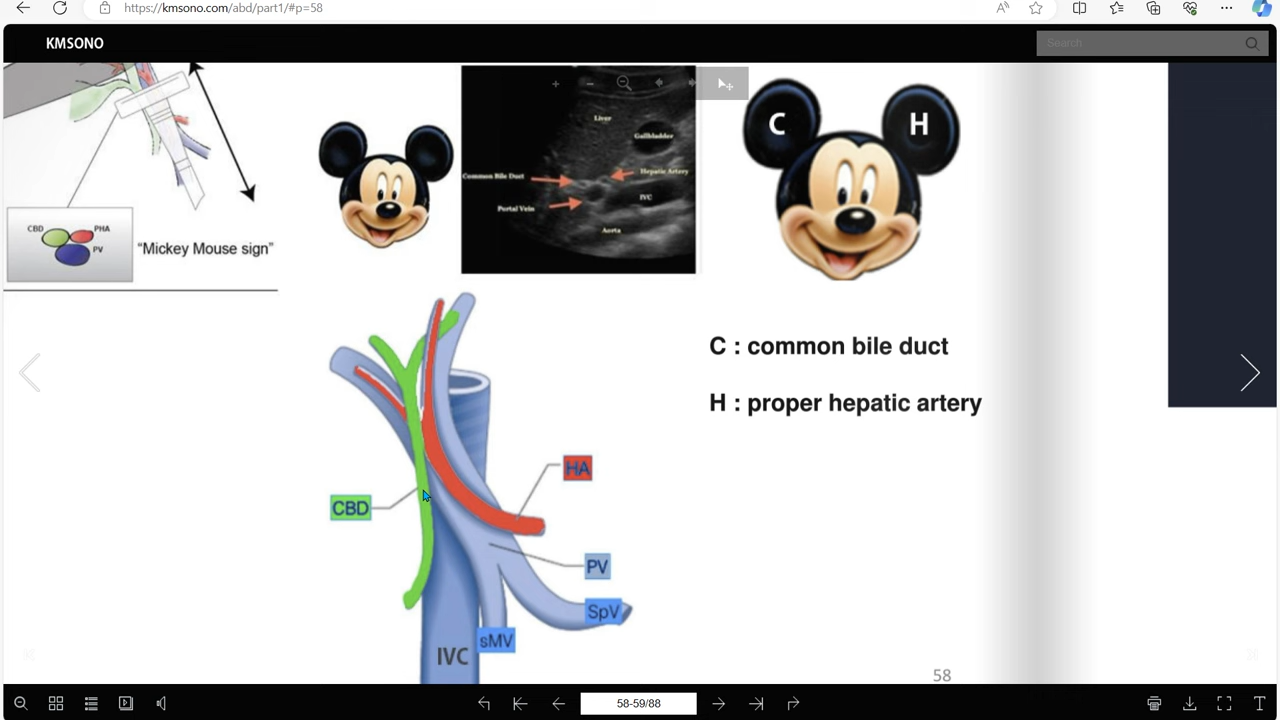 https://kmsono.com/abd/part1/#p=58
KMSONO
Search
CBD
PHA
PV
“Mickey Mouse sign”
Liver
Gullbladder
Common Bile Duct
Hepatic Artery
Portal Vein
IVC
Aorta
C
H
C : common bile duct
H : proper hepatic artery
HA
CBD
PV
SpV
sMV
IVC
58
58-59/88